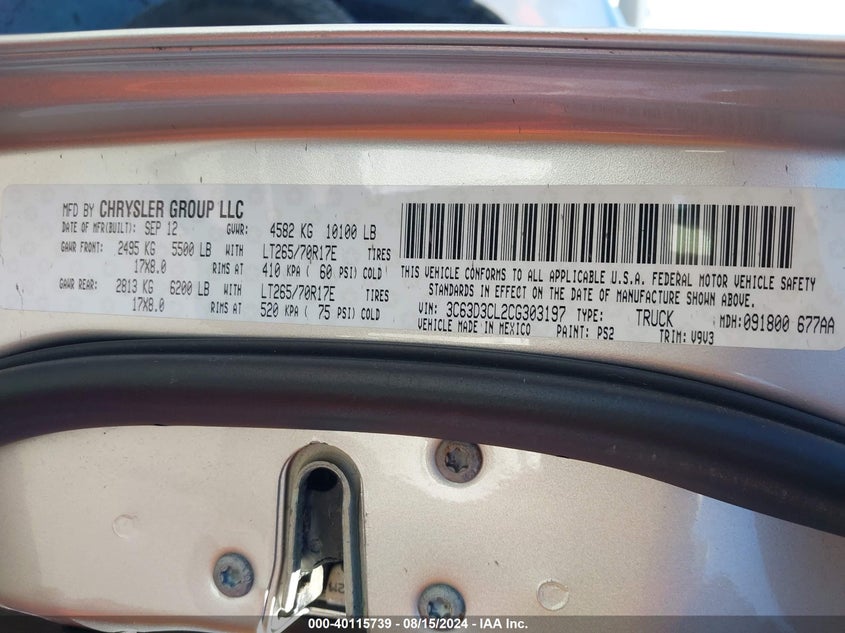 MFD BY CHRYSLER GROUP LLC
DATE OF MFR(BUILT): SEP 12 GVWR: 4582 KG 10100 LB
GAWR FRONT: 2495 KG 5500 LB WITH LT265/70R17E TIRES
17X8.0 RIMS AT 410 KPA ( 60 PSI) COLD
GAWR REAR: 2813 KG 6200 LB WITH LT265/70R17E TIRES
17X8.0 RIMS AT 520 KPA ( 75 PSI) COLD
THIS VEHICLE CONFORMS TO ALL APPLICABLE U.S.A. FEDERAL MOTOR VEHICLE SAFETY
STANDARDS IN EFFECT ON THE DATE OF MANUFACTURE SHOWN ABOVE.
VIN: 3C63D3CL2CG303197 TYPE: TRUCK MDH: 091800 677AA
VEHICLE MADE IN MEXICO PAINT: PS2 TRIM: V9V3
000-40115739 - 08/15/2024 - IAA Inc.